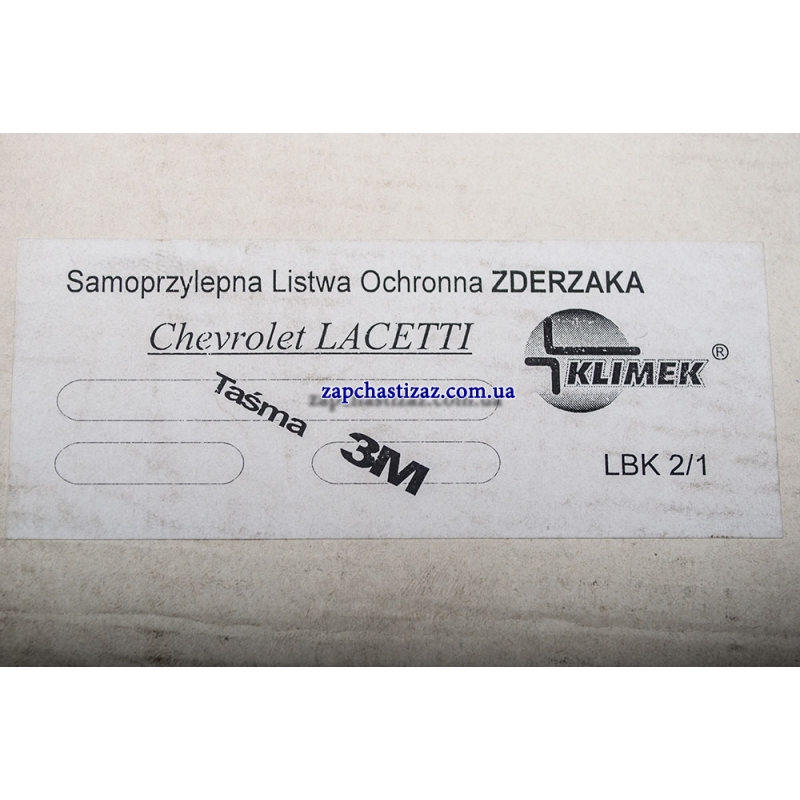 Samoprzylepna Listwa Ochronna ZDERZAKA
Chevrolet LACETTI
KLIMEK ®
zapchastizaz.com.ua
Taśma
3M
LBK 2/1